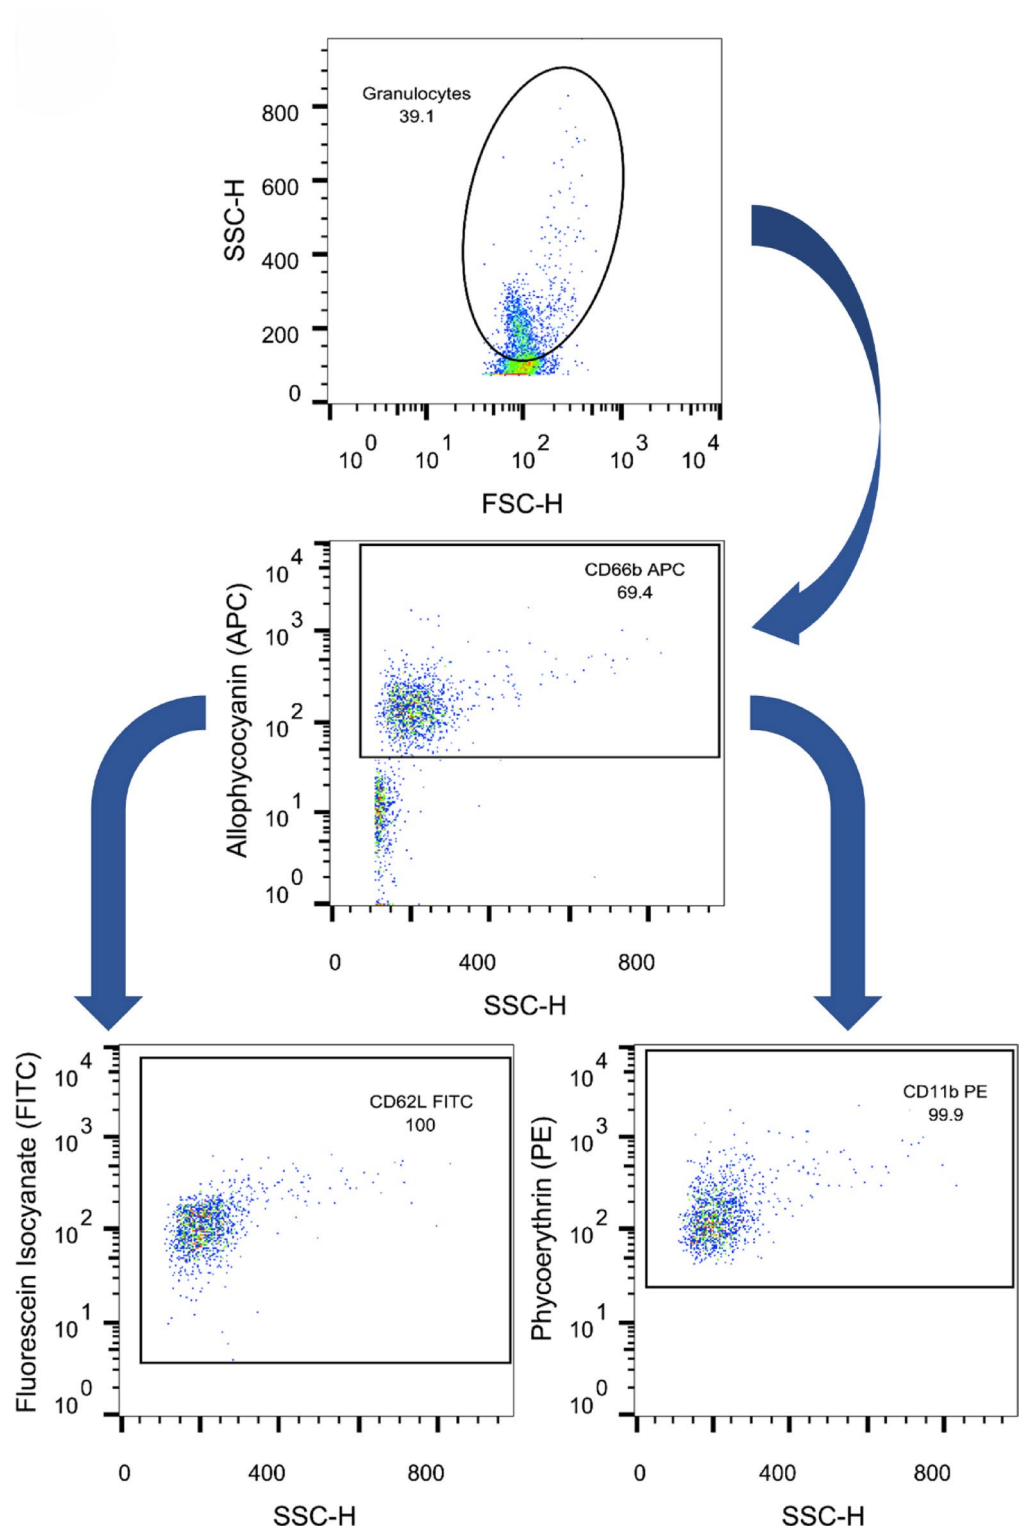 Granulocytes
39.1
SSC-H
800
600
400
200
0
10^0 10^1 10^2 10^3 10^4
FSC-H
CD66b APC
69.4
Allophycocyanin (APC)
10^4
10^3
10^2
10^1
10^0
0 400 800
SSC-H
CD62L FITC
100
Fluorescein Isocyanate (FITC)
10^4
10^3
10^2
10^1
10^0
0 400 800
SSC-H
CD11b PE
99.9
Phycoerythrin (PE)
10^4
10^3
10^2
10^1
10^0
0 400 800
SSC-H